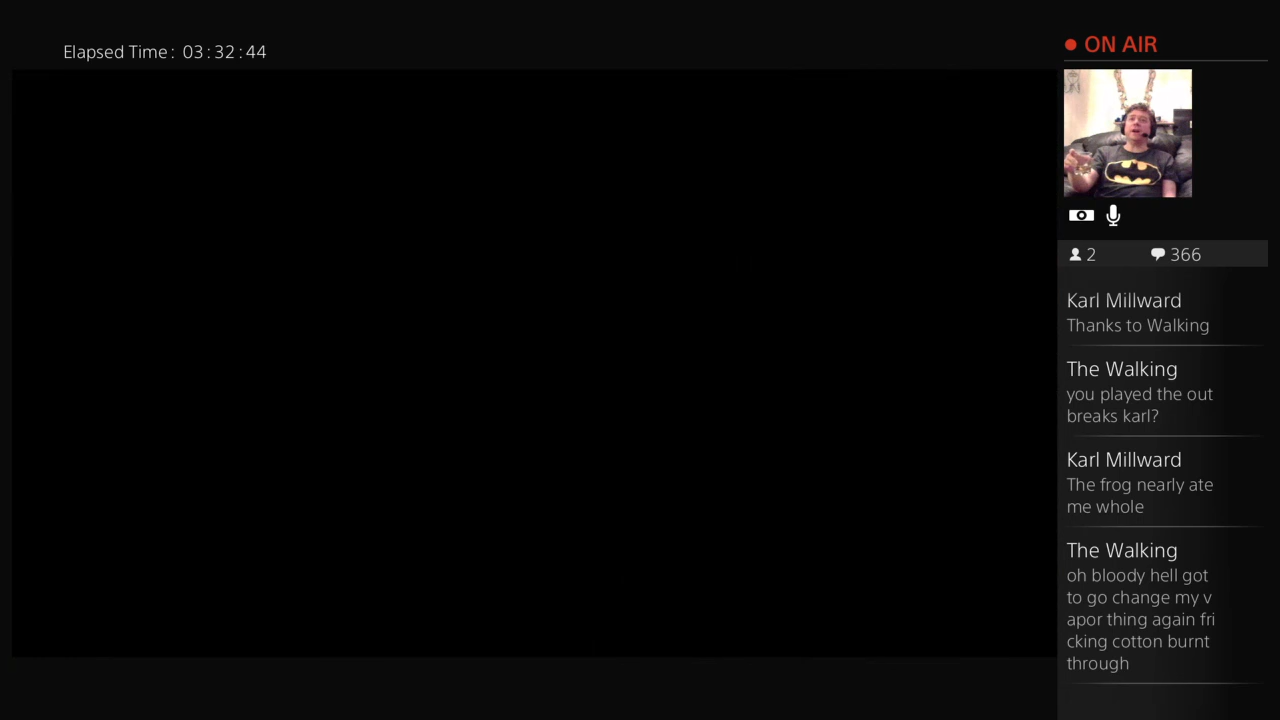 Elapsed Time: 03:32:44
ON AIR
2 366
Karl Millward
Thanks to Walking
The Walking
you played the out
breaks karl?
Karl Millward
The frog nearly ate
me whole
The Walking
oh bloody hell got
to go change my v
apor thing again fri
cking cotton burnt
through